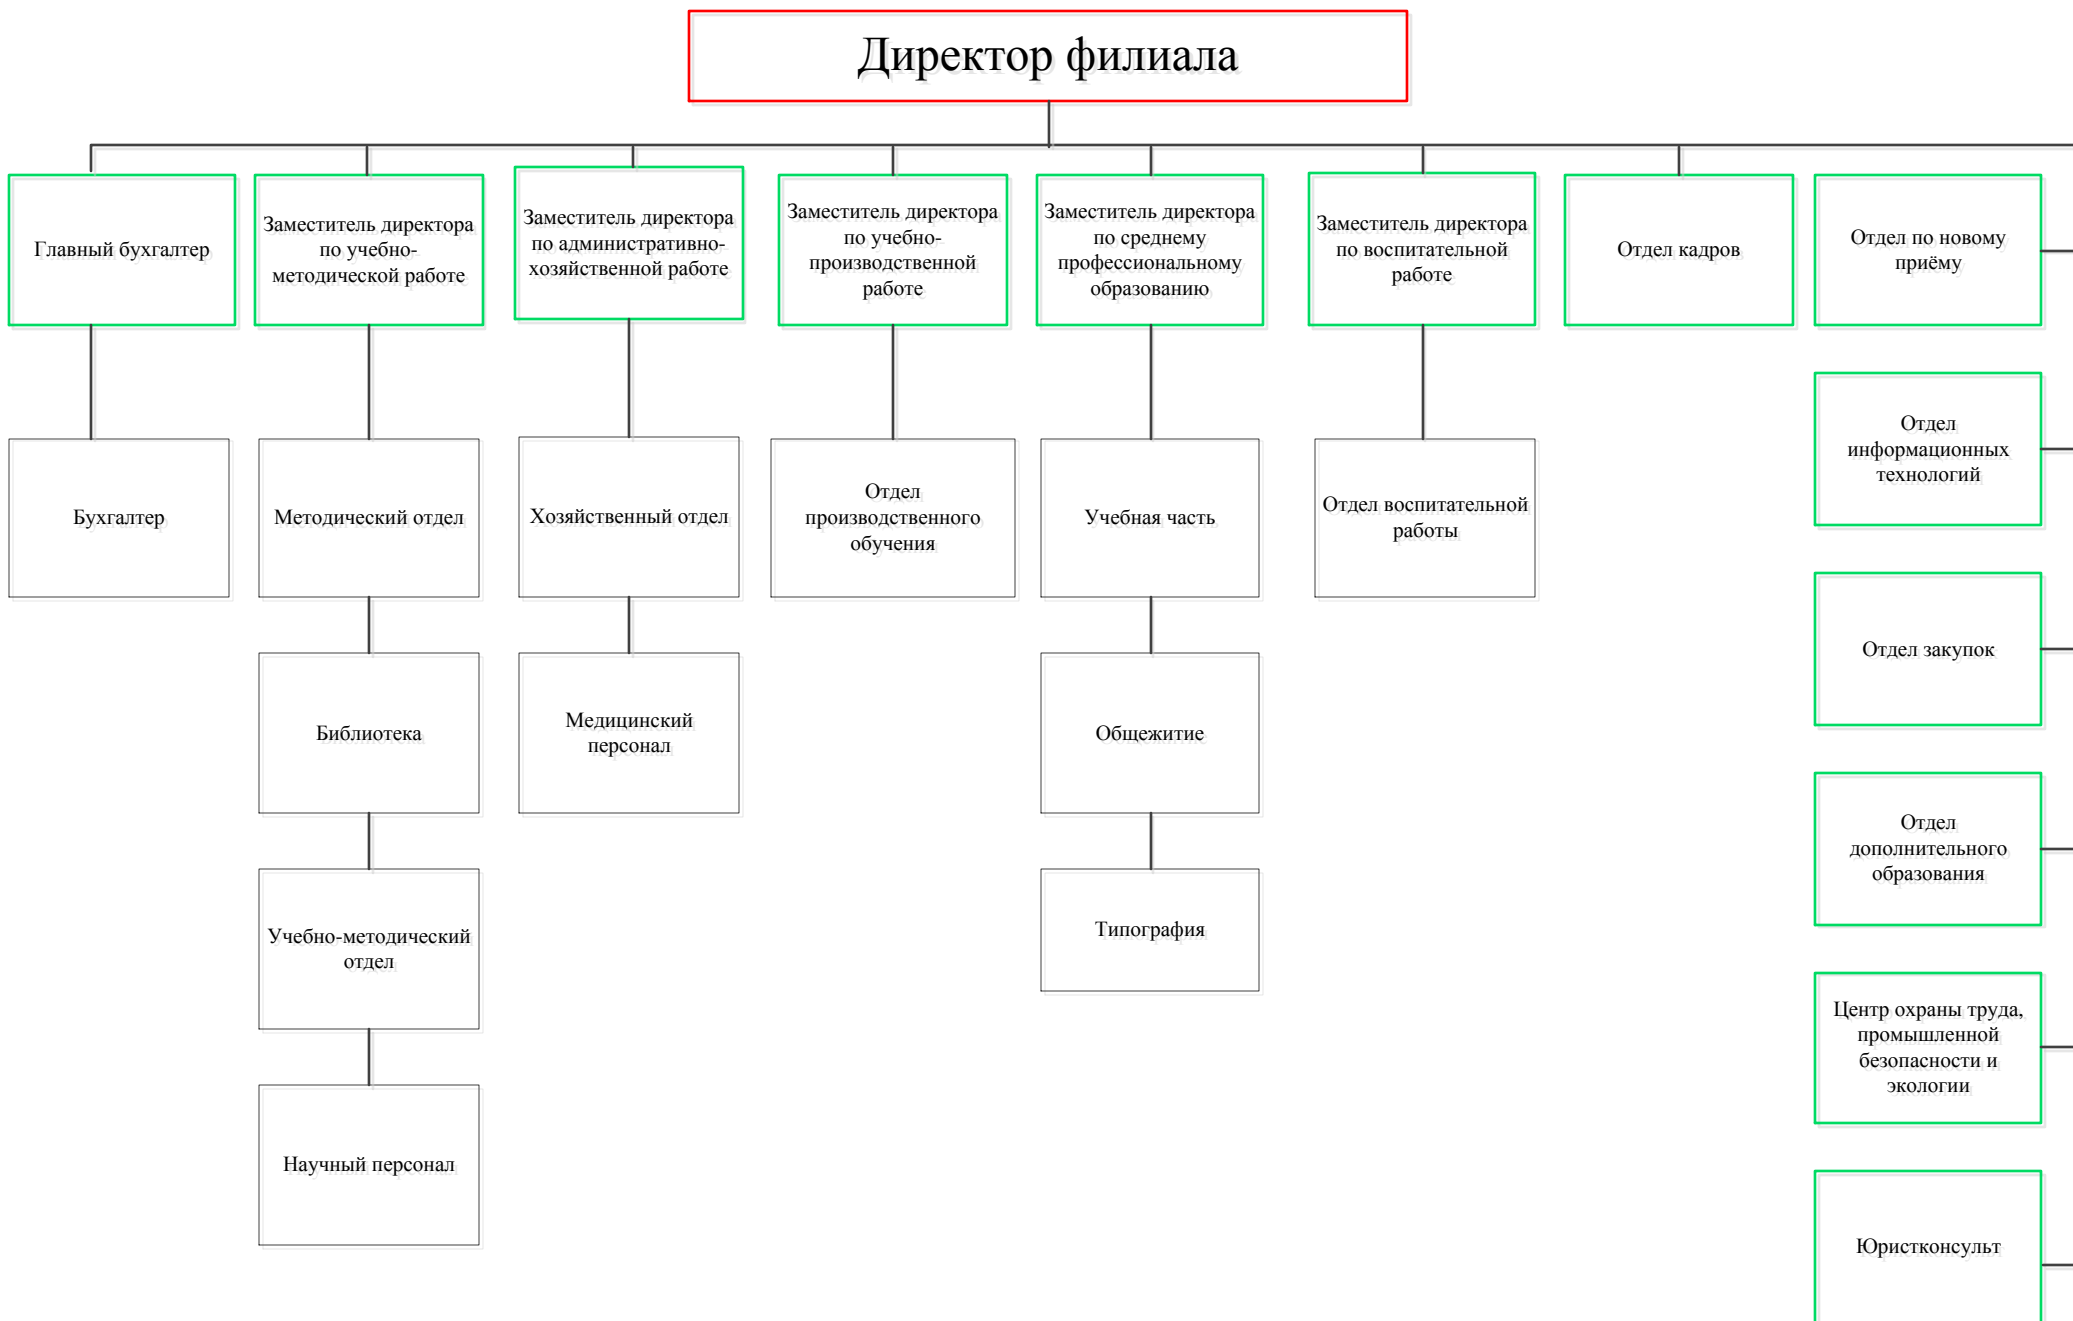 Директор филиала
Главный бухгалтер
Заместитель директора
по учебно-
методической работе
Заместитель директора
по административно-
хозяйственной работе
Заместитель директора
по учебно-
производственной
работе
Заместитель директора
по среднему
профессиональному
образованию
Заместитель директора
по воспитательной
работе
Отдел кадров
Отдел по новому
приёму
Бухгалтер
Методический отдел
Хозяйственный отдел
Отдел
производственного
обучения
Учебная часть
Отдел воспитательной
работы
Отдел
информационных
технологий
Библиотека
Медицинский
персонал
Общежитие
Отдел закупок
Учебно-методический
отдел
Типография
Отдел
дополнительного
образования
Научный персонал
Центр охраны труда,
промышленной
безопасности и
экологии
Юристконсульт